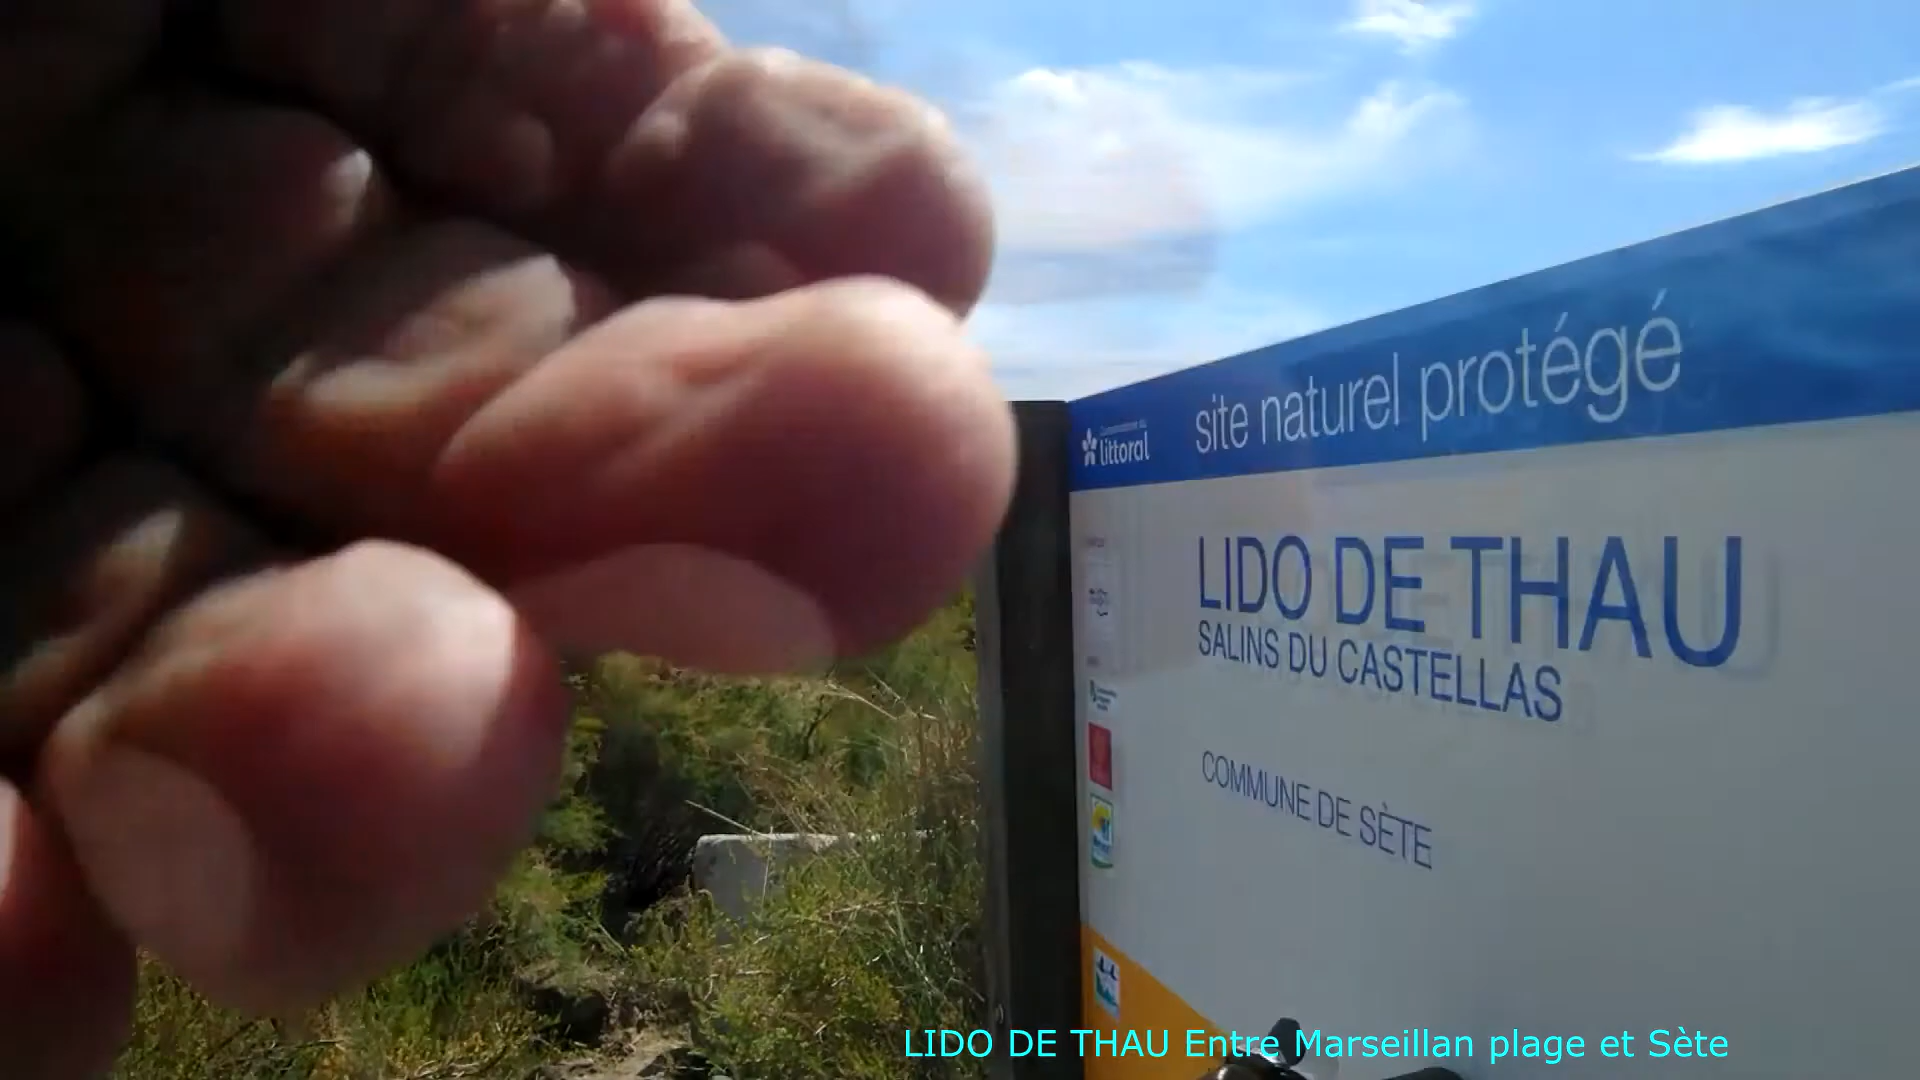 site naturel protégé
Conservatoire du
littoral
LIDO DE THAU
SALINS DU CASTELLAS
COMMUNE DE SÈTE
LIDO DE THAU Entre Marseillan plage et Sète